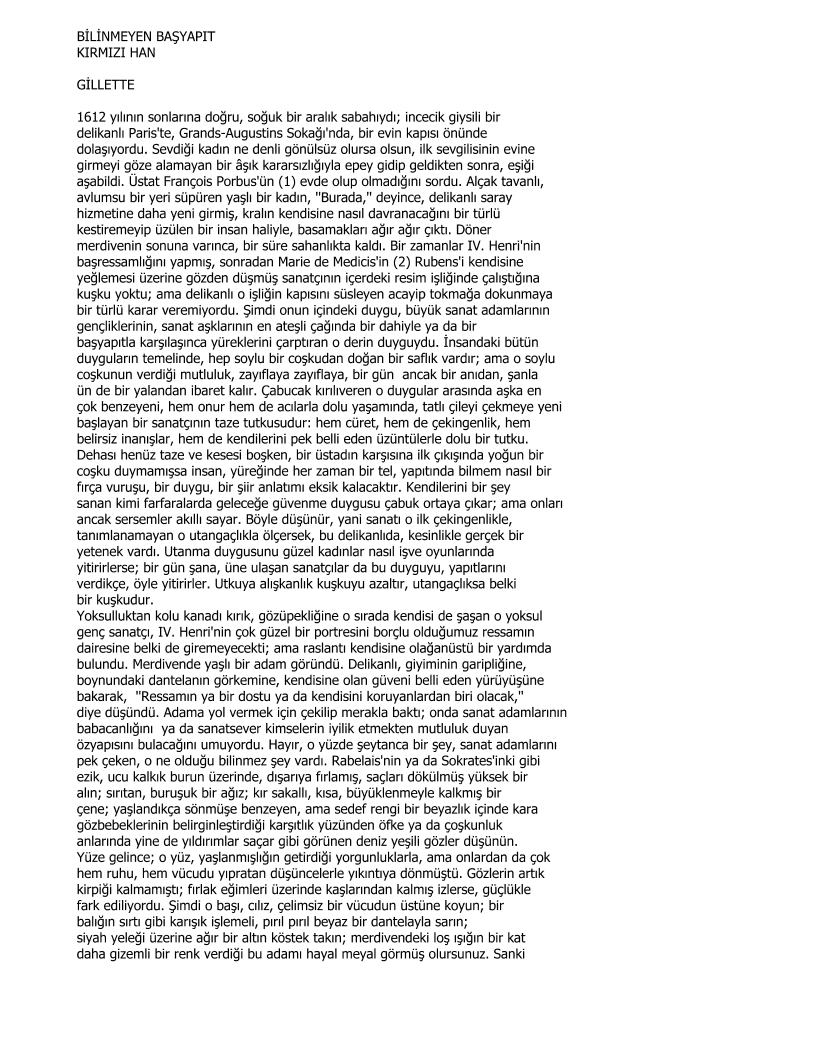 BİLİNMEYEN BAŞYAPIT
KIRMIZI HAN
GİLLETTE
1612 yılının sonlarına doğru, soğuk bir aralık sabahıydı; incecik giysili bir
delikanlı Paris'te, Grands-Augustins Sokağı'nda, bir evin kapısı önünde
dolaşıyordu. Sevdiği kadın ne denli gönülsüz olursa olsun, ilk sevgilisinin evine
girmeyi göze alamayan bir âşık kararsızlığıyla epey gidip geldikten sonra, eşiği
aşabildi. Üstat François Porbus'ün (1) evde olup olmadığını sordu. Alçak tavanlı,
avlumsu bir yeri süpüren yaşlı bir kadın, "Burada," deyince, delikanlı saray
hizmetine daha yeni girmiş, kralın kendisine nasıl davranacağını bir türlü
kestiremeyip üzülen bir insan haliyle, basamakları ağır ağır çıktı. Döner
merdivenin sonuna varınca, bir süre sahanlıkta kaldı. Bir zamanlar IV. Henri'nin
başressamlığını yapmış, sonradan Marie de Medicis'in (2) Rubens'i kendisine
yeğlemesi üzerine gözden düşmüş sanatçının içerdeki resim işliğinde çalıştığına
kuşku yoktu; ama delikanlı o işliğin kapısını süsleyen acayip tokmağa dokunmaya
bir türlü karar veremiyordu. Şimdi onun içindeki duygu, büyük sanat adamlarının
gençliklerinin, sanat aşklarının en ateşli çağında bir dahiyle ya da bir
başyapıtla karşılaşınca yüreklerini çarptıran o derin duyguydu. İnsandaki bütün
duyguların temelinde, hep soylu bir coşkudan doğan bir saflık vardır; ama o soylu
coşkunun verdiği mutluluk, zayıflaya zayıflaya, bir gün  ancak bir anıdan, şanla
ün de bir yalandan ibaret kalır. Çabucak kırılıveren o duygular arasında aşka en
çok benzeyeni, hem onur hem de acılarla dolu yaşamında, tatlı çileyi çekmeye yeni
başlayan bir sanatçının taze tutkusudur: hem cüret, hem de çekingenlik, hem
belirsiz inanışlar, hem de kendilerini pek belli eden üzüntülerle dolu bir tutku.
Dehası henüz taze ve kesesi boşken, bir üstadın karşısına ilk çıkışında yoğun bir
coşku duymamışsa insan, yüreğinde her zaman bir tel, yapıtında bilmem nasıl bir
fırça vuruşu, bir duygu, bir şiir anlatımı eksik kalacaktır. Kendilerini bir şey
sanan kimi farfaralarda geleceğe güvenme duygusu çabuk ortaya çıkar; ama onları
ancak sersemler akıllı sayar. Böyle düşünür, yani sanatı o ilk çekingenlikle,
tanımlanamayan o utangaçlıkla ölçersek, bu delikanlıda, kesinlikle gerçek bir
yetenek vardı. Utanma duygusunu güzel kadınlar nasıl işve oyunlarında
yitirirlerse; bir gün şana, üne ulaşan sanatçılar da bu duyguyu, yapıtlarını
verdikçe, öyle yitirirler. Utkuya alışkanlık kuşkuyu azaltır, utangaçlıksa belki
bir kuşkudur.
Yoksulluktan kolu kanadı kırık, gözüpekliğine o sırada kendisi de şaşan o yoksul
genç sanatçı, IV. Henri'nin çok güzel bir portresini borçlu olduğumuz ressamın
dairesine belki de giremeyecekti; ama raslantı kendisine olağanüstü bir yardımda
bulundu. Merdivende yaşlı bir adam göründü. Delikanlı, giyiminin garipliğine,
boynundaki dantelanın görkemine, kendisine olan güveni belli eden yürüyüşüne
bakarak,  "Ressamın ya bir dostu ya da kendisini koruyanlardan biri olacak,"
diye düşündü. Adama yol vermek için çekilip merakla baktı; onda sanat adamlarının
babacanlığını  ya da sanatsever kimselerin iyilik etmekten mutluluk duyan
özyapısını bulacağını umuyordu. Hayır, o yüzde şeytanca bir şey, sanat adamlarını
pek çeken, o ne olduğu bilinmez şey vardı. Rabelais'nin ya da Sokrates'inki gibi
ezik, ucu kalkık burun üzerinde, dışarıya fırlamış, saçları dökülmüş yüksek bir
alın; sırıtan, buruşuk bir ağız; kır sakallı, kısa, büyüklenmeyle kalkmış bir
çene; yaşlandıkça sönmüşe benzeyen, ama sedef rengi bir beyazlık içinde kara
gözbebeklerinin belirginleştirdiği karşıtlık yüzünden öfke ya da çoşkunluk
anlarında yine de yıldırımlar saçar gibi görünen deniz yeşili gözler düşünün.
Yüze gelince; o yüz, yaşlanmışlığın getirdiği yorgunluklarla, ama onlardan da çok
hem ruhu, hem vücudu yıpratan düşüncelerle yıkıntıya dönmüştü. Gözlerin artık
kirpiği kalmamıştı; fırlak eğimleri üzerinde kaşlarından kalmış izlerse, güçlükle
fark ediliyordu. Şimdi o başı, cılız, çelimsiz bir vücudun üstüne koyun; bir
balığın sırtı gibi karışık işlemeli, pırıl pırıl beyaz bir dantelayla sarın;
siyah yeleği üzerine ağır bir altın köstek takın; merdivendeki loş ışığın bir kat
daha gizemli bir renk verdiği bu adamı hayal meyal görmüş olursunuz. Sanki